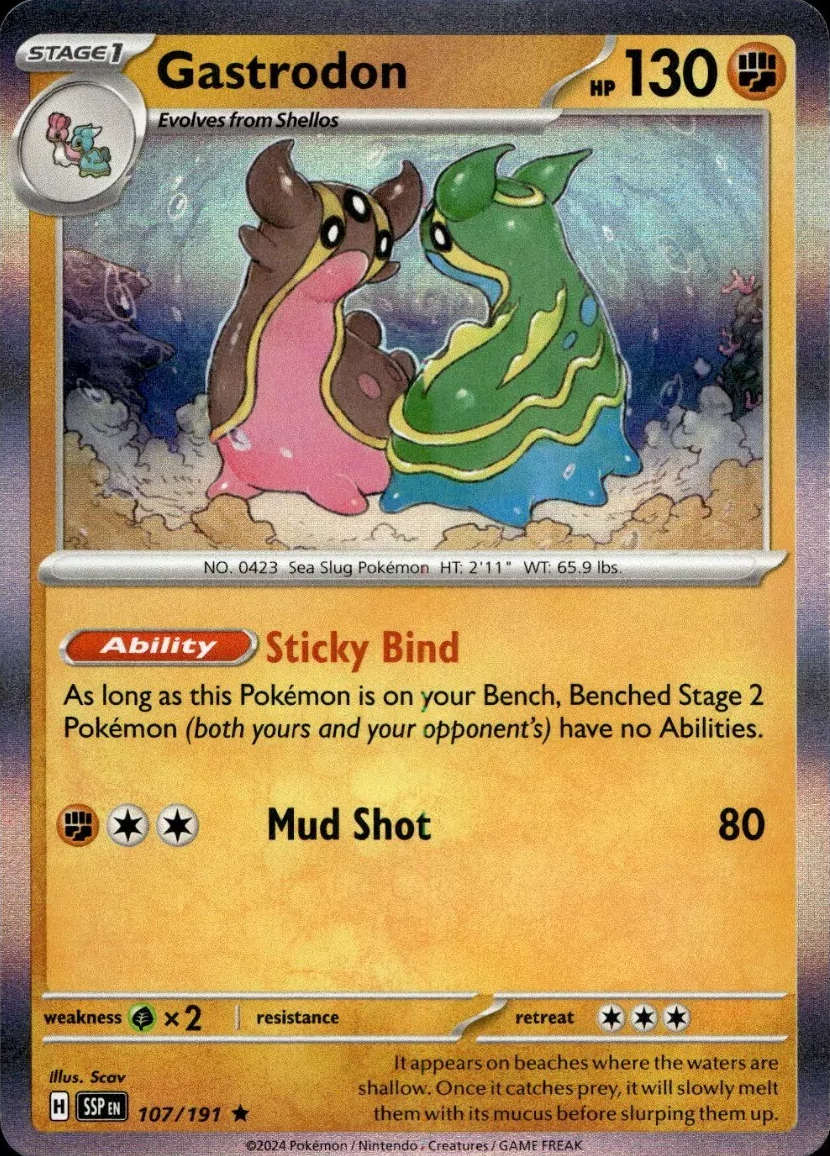 STAGE 1
Gastrodon
HP 130
Evolves from Shellos
NO. 0423 Sea Slug Pokémon HT: 2'11" WT: 65.9 lbs.
Ability Sticky Bind
As long as this Pokémon is on your Bench, Benched Stage 2
Pokémon (both yours and your opponent's) have no Abilities.
Mud Shot 80
weakness ×2 resistance retreat
Illus. Scav
H SSP EN 107/191 ★
It appears on beaches where the waters are
shallow. Once it catches prey, it will slowly melt
them with its mucus before slurping them up.
©2024 Pokémon / Nintendo / Creatures / GAME FREAK